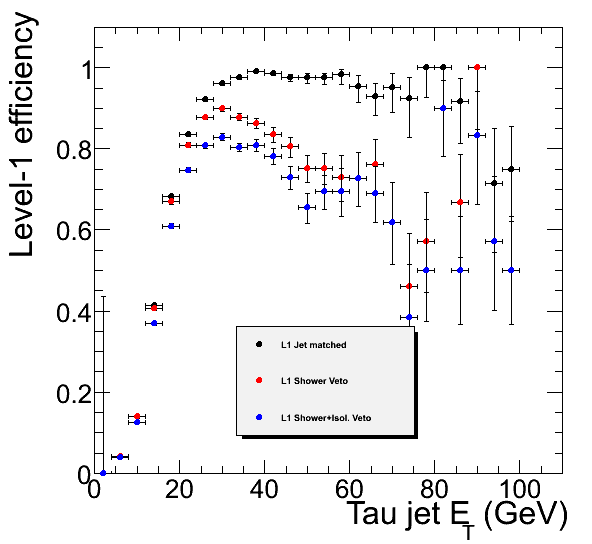 Level-1 efficiency
1
0.8
0.6
0.4
0.2
0
L1 Jet matched
L1 Shower Veto
L1 Shower+Isol. Veto
0 20 40 60 80 100
Tau jet E_T (GeV)